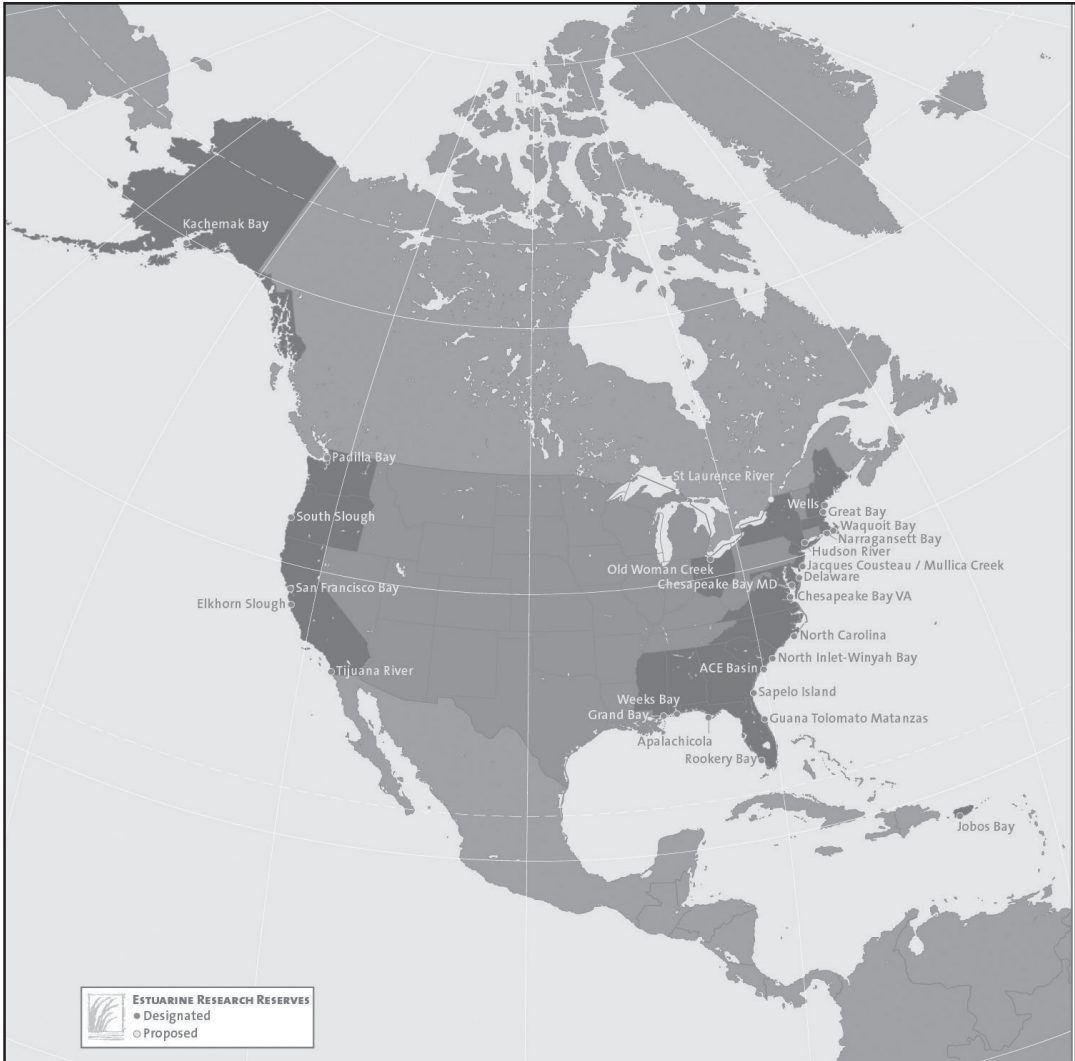 Kachemak Bay
Padilla Bay
St Laurence River
Wells
Great Bay
South Slough
Waquoit Bay
Narragansett Bay
Hudson River
Old Woman Creek
Jacques Cousteau / Mullica Creek
Chesapeake Bay MD
Delaware
San Francisco Bay
Chesapeake Bay VA
Elkhorn Slough
North Carolina
North Inlet-Winyah Bay
ACE Basin
Tijuana River
Sapelo Island
Weeks Bay
Grand Bay
Guana Tolomato Matanzas
Apalachicola
Rookery Bay
Jobos Bay
ESTUARINE RESEARCH RESERVES
Designated
Proposed